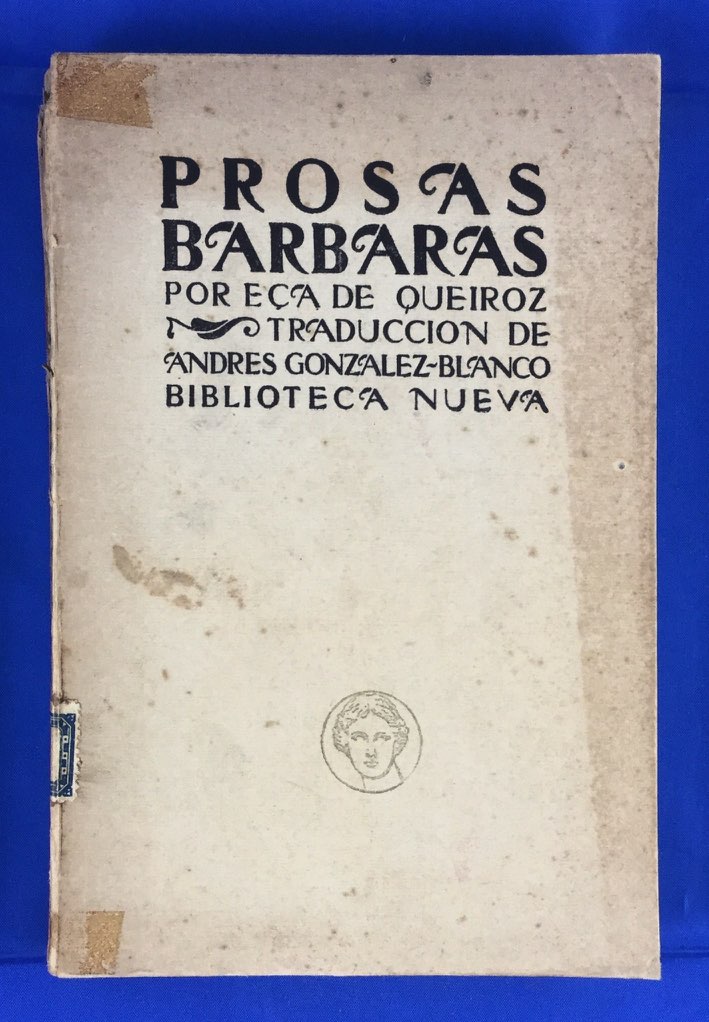 PROSAS
BARBARAS
POR EÇA DE QUEIROZ
TRADUCCION DE
ANDRES GONZALEZ-BLANCO
BIBLIOTECA NUEVA